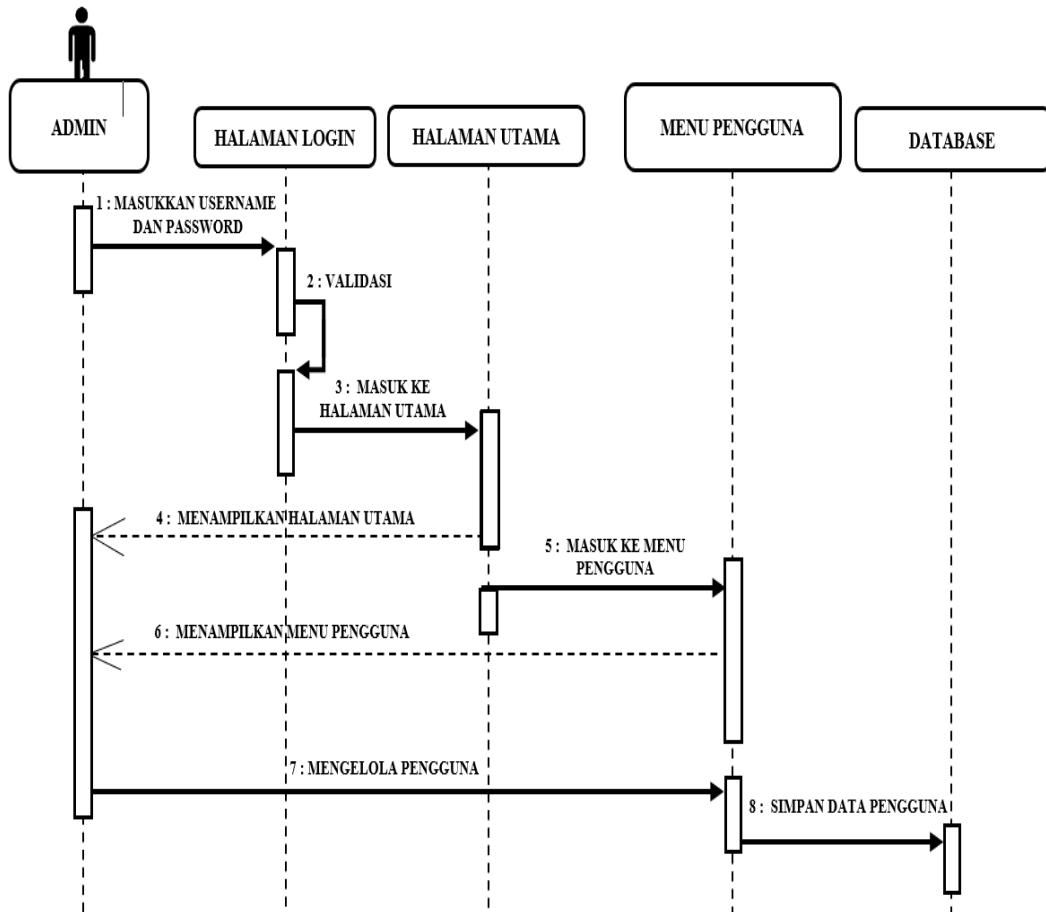 ADMIN
HALAMAN LOGIN
HALAMAN UTAMA
MENU PENGGUNA
DATABASE
1 : MASUKKAN USERNAME
DAN PASSWORD
2 : VALIDASI
3 : MASUK KE
HALAMAN UTAMA
4 : MENAMPILKAN HALAMAN UTAMA
5 : MASUK KE MENU
PENGGUNA
6 : MENAMPILKAN MENU PENGGUNA
7 : MENGELOLA PENGGUNA
8 : SIMPAN DATA PENGGUNA